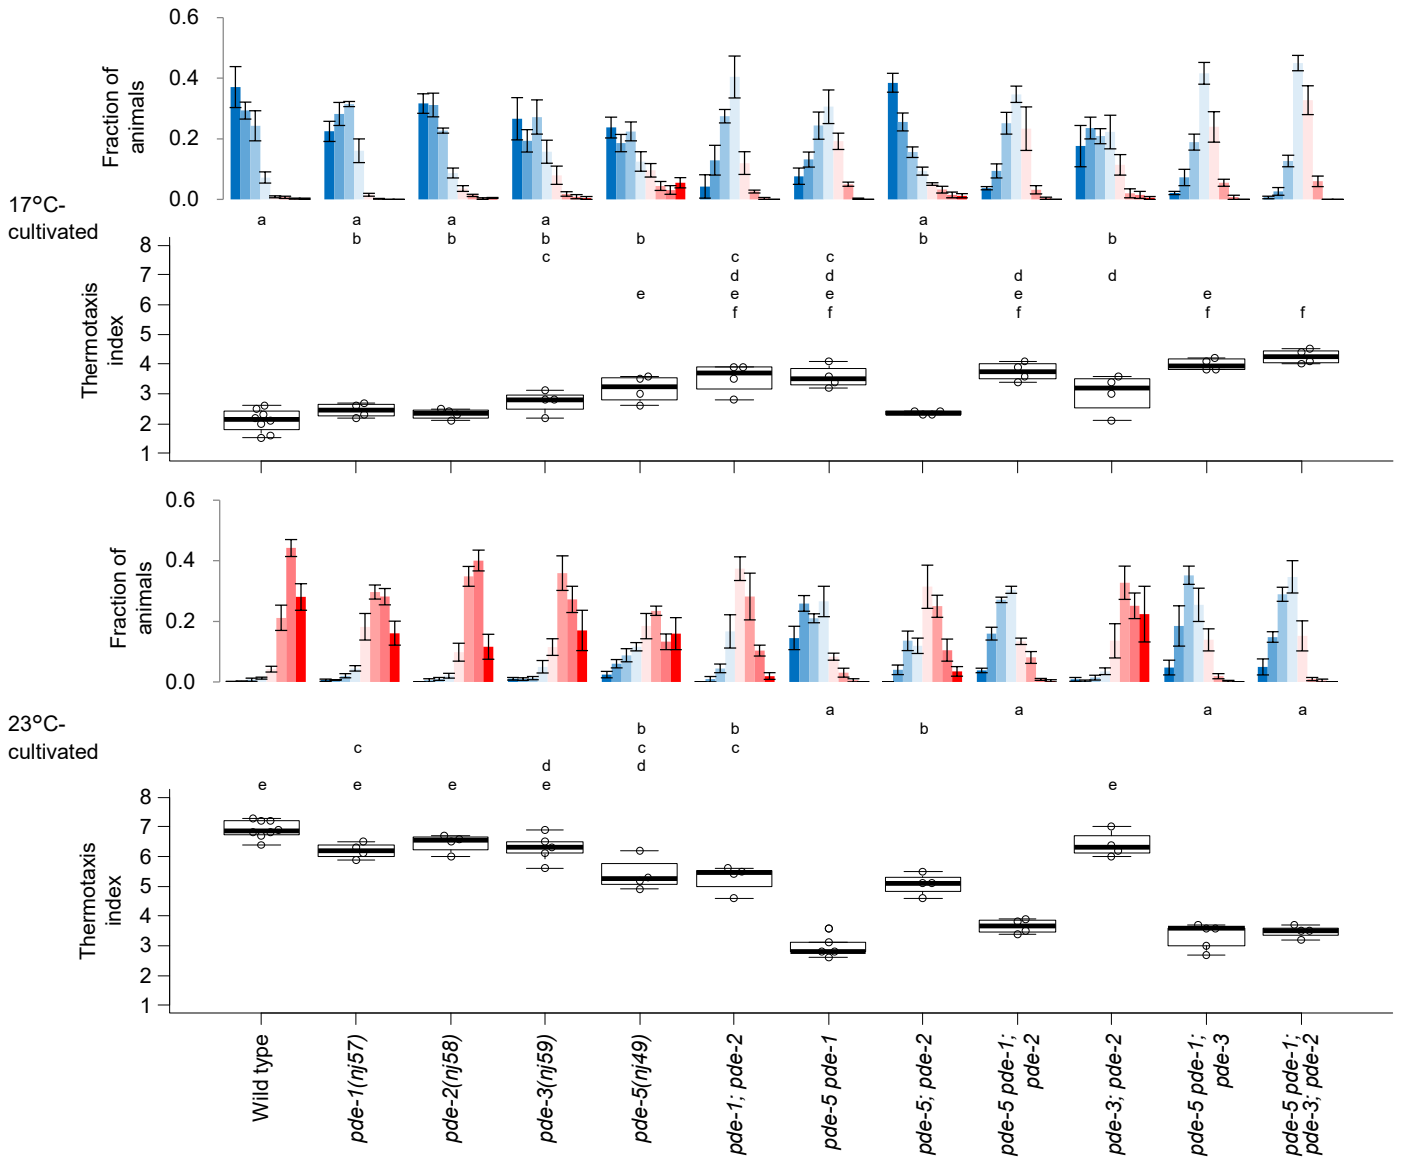 0.6
0.4
0.2
0.0
Fraction of
animals
17°C-
cultivated
a a a a a
b b b b b b
c c c
d d d d
e e e e e
f f f f f
8
7
6
5
4
3
2
1
Thermotaxis
index
0.6
0.4
0.2
0.0
Fraction of
animals
23°C-
cultivated
a a a a
b b b
c c c
d d
e e e e e
8
7
6
5
4
3
2
1
Thermotaxis
index
Wild type
pde-1(nj57)
pde-2(nj58)
pde-3(nj59)
pde-5(nj49)
pde-1; pde-2
pde-5 pde-1
pde-5; pde-2
pde-5 pde-1;
pde-2
pde-3; pde-2
pde-5 pde-1;
pde-3
pde-5 pde-1;
pde-3; pde-2